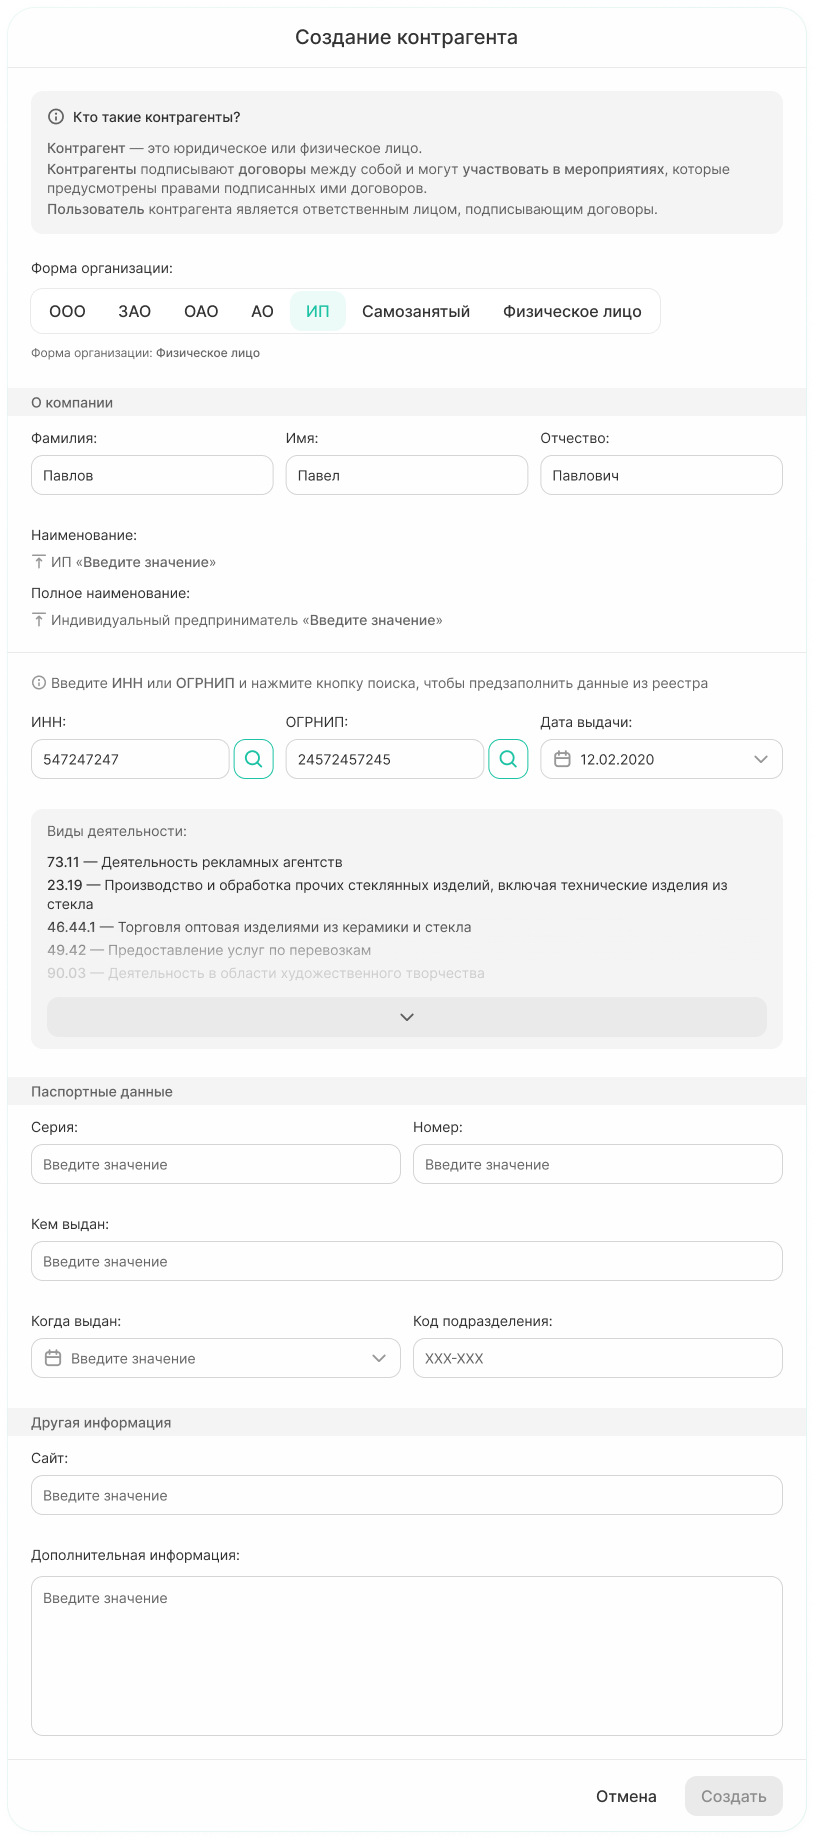 Создание контрагента
Кто такие контрагенты?
Контрагент — это юридическое или физическое лицо.
Контрагенты подписывают договоры между собой и могут участвовать в мероприятиях, которые
предусмотрены правами подписанных ими договоров.
Пользователь контрагента является ответственным лицом, подписывающим договоры.
Форма организации:
ООО ЗАО ОАО АО ИП Самозанятый Физическое лицо
Форма организации: Физическое лицо
О компании
Фамилия: Имя: Отчество:
Павлов Павел Павлович
Наименование:
ИП «Введите значение»
Полное наименование:
Индивидуальный предприниматель «Введите значение»
Введите ИНН или ОГРНИП и нажмите кнопку поиска, чтобы предзаполнить данные из реестра
ИНН: ОГРНИП: Дата выдачи:
547247247 24572457245 12.02.2020
Виды деятельности:
73.11 — Деятельность рекламных агентств
23.19 — Производство и обработка прочих стеклянных изделий, включая технические изделия из
стекла
46.44.1 — Торговля оптовая изделиями из керамики и стекла
49.42 — Предоставление услуг по перевозкам
90.03 — Деятельность в области художественного творчества
Паспортные данные
Серия: Номер:
Введите значение Введите значение
Кем выдан:
Введите значение
Когда выдан: Код подразделения:
Введите значение XXX-XXX
Другая информация
Сайт:
Введите значение
Дополнительная информация:
Введите значение
Отмена Создать